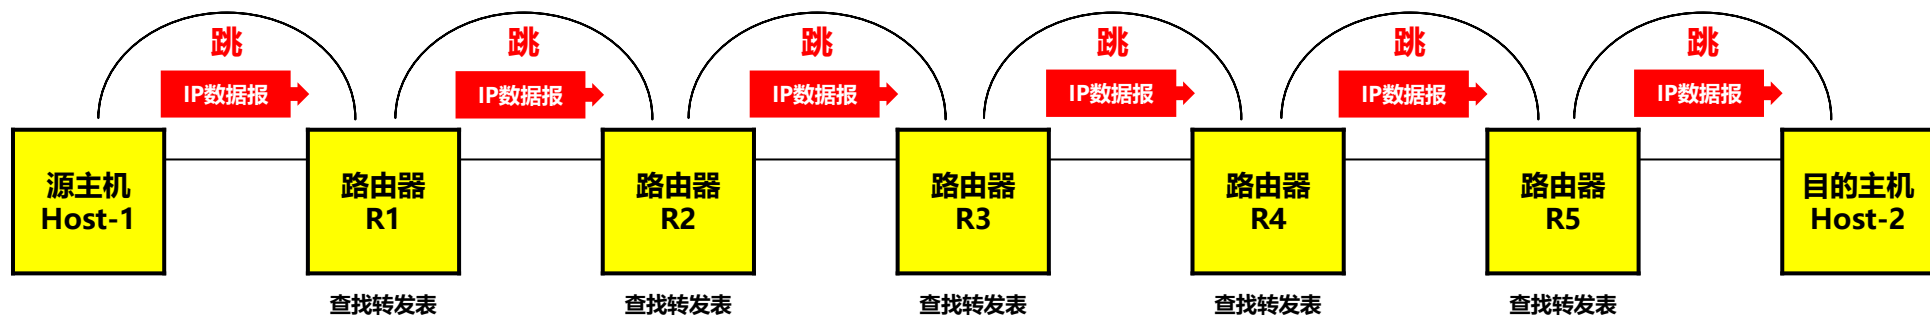 跳 跳 跳 跳 跳 跳
IP数据报 IP数据报 IP数据报 IP数据报 IP数据报 IP数据报
源主机 路由器 路由器 路由器 路由器 路由器 目的主机
Host-1 R1 R2 R3 R4 R5 Host-2
查找转发表 查找转发表 查找转发表 查找转发表 查找转发表